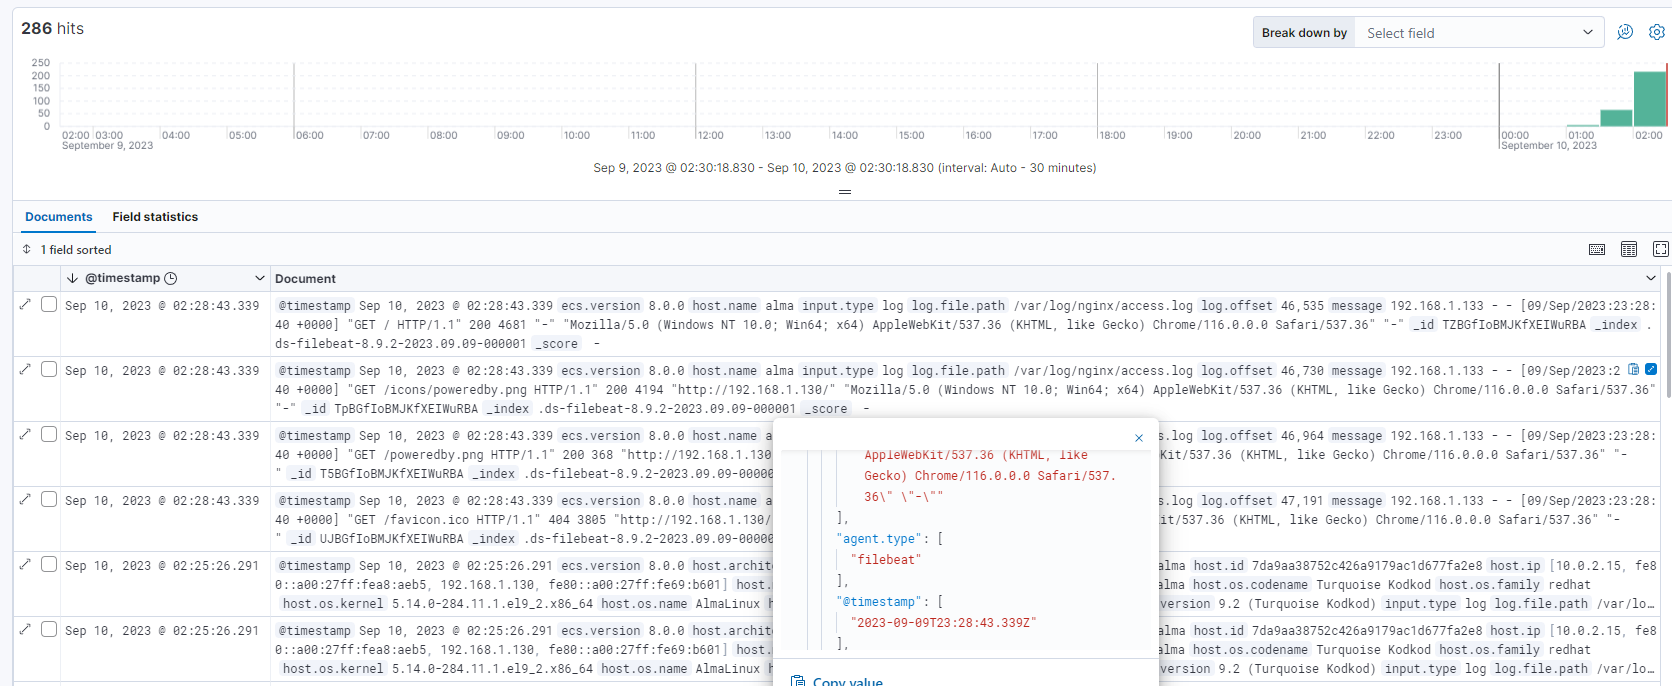 286 hits
Break down by Select field
250
200
150
100
50
0
02:00 03:00 04:00 05:00 06:00 07:00 08:00 09:00 10:00 11:00 12:00 13:00 14:00 15:00 16:00 17:00 18:00 19:00 20:00 21:00 22:00 23:00 00:00 01:00 02:00
September 9, 2023 September 10, 2023
Sep 9, 2023 @ 02:30:18.830 - Sep 10, 2023 @ 02:30:18.830 (interval: Auto - 30 minutes)
Documents Field statistics
1 field sorted
@timestamp Document
Sep 10, 2023 @ 02:28:43.339 @timestamp Sep 10, 2023 @ 02:28:43.339 ecs.version 8.0.0 host.name alma input.type log log.file.path /var/log/nginx/access.log log.offset 46,535 message 192.168.1.133 - - [09/Sep/2023:23:28:
40 +0000] "GET / HTTP/1.1" 200 4681 "-" "Mozilla/5.0 (Windows NT 10.0; Win64; x64) AppleWebKit/537.36 (KHTML, like Gecko) Chrome/116.0.0.0 Safari/537.36" "-" _id TZBGfIoBMJKfXEIWuRBA _index .
ds-filebeat-8.9.2-2023.09.09-000001 _score -
Sep 10, 2023 @ 02:28:43.339 @timestamp Sep 10, 2023 @ 02:28:43.339 ecs.version 8.0.0 host.name alma input.type log log.file.path /var/log/nginx/access.log log.offset 46,730 message 192.168.1.133 - - [09/Sep/2023:2
40 +0000] "GET /icons/poweredby.png HTTP/1.1" 200 4194 "http://192.168.1.130/" "Mozilla/5.0 (Windows NT 10.0; Win64; x64) AppleWebKit/537.36 (KHTML, like Gecko) Chrome/116.0.0.0 Safari/537.36"
"-" _id TpBGfIoBMJKfXEIWuRBA _index .ds-filebeat-8.9.2-2023.09.09-000001 _score -
Sep 10, 2023 @ 02:28:43.339 @timestamp Sep 10, 2023 @ 02:28:43.339 ecs.version 8.0.0 host.name a s.log log.offset 46,964 message 192.168.1.133 - - [09/Sep/2023:23:28:
40 +0000] "GET /poweredby.png HTTP/1.1" 200 368 "http://192.168.1.130 Kit/537.36 (KHTML, like Gecko) Chrome/116.0.0.0 Safari/537.36" "-
" _id T5BGfIoBMJKfXEIWuRBA _index .ds-filebeat-8.9.2-2023.09.09-00000
Sep 10, 2023 @ 02:28:43.339 @timestamp Sep 10, 2023 @ 02:28:43.339 ecs.version 8.0.0 host.name a s.log log.offset 47,191 message 192.168.1.133 - - [09/Sep/2023:23:28:
40 +0000] "GET /favicon.ico HTTP/1.1" 404 3805 "http://192.168.1.130/ it/537.36 (KHTML, like Gecko) Chrome/116.0.0.0 Safari/537.36" "-
" _id UJBGfIoBMJKfXEIWuRBA _index .ds-filebeat-8.9.2-2023.09.09-00000
Sep 10, 2023 @ 02:25:26.291 @timestamp Sep 10, 2023 @ 02:25:26.291 ecs.version 8.0.0 host.archit alma host.id 7da9aa38752c426a9179ac1d677fa2e8 host.ip [10.0.2.15, fe8
0::a00:27ff:fea8:aeb5, 192.168.1.130, fe80::a00:27ff:fe69:b601] host. alma host.os.codename Turquoise Kodkod host.os.family redhat
host.os.kernel 5.14.0-284.11.1.el9_2.x86_64 host.os.name AlmaLinux h version 9.2 (Turquoise Kodkod) input.type log log.file.path /var/lo...
Sep 10, 2023 @ 02:25:26.291 @timestamp Sep 10, 2023 @ 02:25:26.291 ecs.version 8.0.0 host.archit alma host.id 7da9aa38752c426a9179ac1d677fa2e8 host.ip [10.0.2.15, fe8
0::a00:27ff:fea8:aeb5, 192.168.1.130, fe80::a00:27ff:fe69:b601] host. alma host.os.codename Turquoise Kodkod host.os.family redhat
host.os.kernel 5.14.0-284.11.1.el9_2.x86_64 host.os.name AlmaLinux h version 9.2 (Turquoise Kodkod) input.type log log.file.path /var/lo...
AppleWebKit/537.36 (KHTML, like
Gecko) Chrome/116.0.0.0 Safari/537.
36\" \"-\""
],
"agent.type": [
"filebeat"
],
"@timestamp": [
"2023-09-09T23:28:43.339Z"
],
Copy value